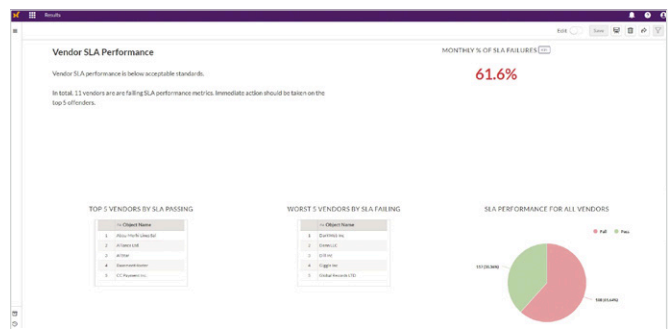 Results
Edit
Save
Vendor SLA Performance
MONTHLY % OF SLA FAILURES
Vendor SLA performance is below acceptable standards.
61.6%
In total, 11 vendors are are failing SLA performance metrics. Immediate action should be taken on the
top 5 offenders.
TOP 5 VENDORS BY SLA PASSING
WORST 5 VENDORS BY SLA FAILING
SLA PERFORMANCE FOR ALL VENDORS
Object Name
Object Name
Fail Pass
1
1
2 Alliance Ltd
2
3
3
4
4
5
5 Global Records LTD